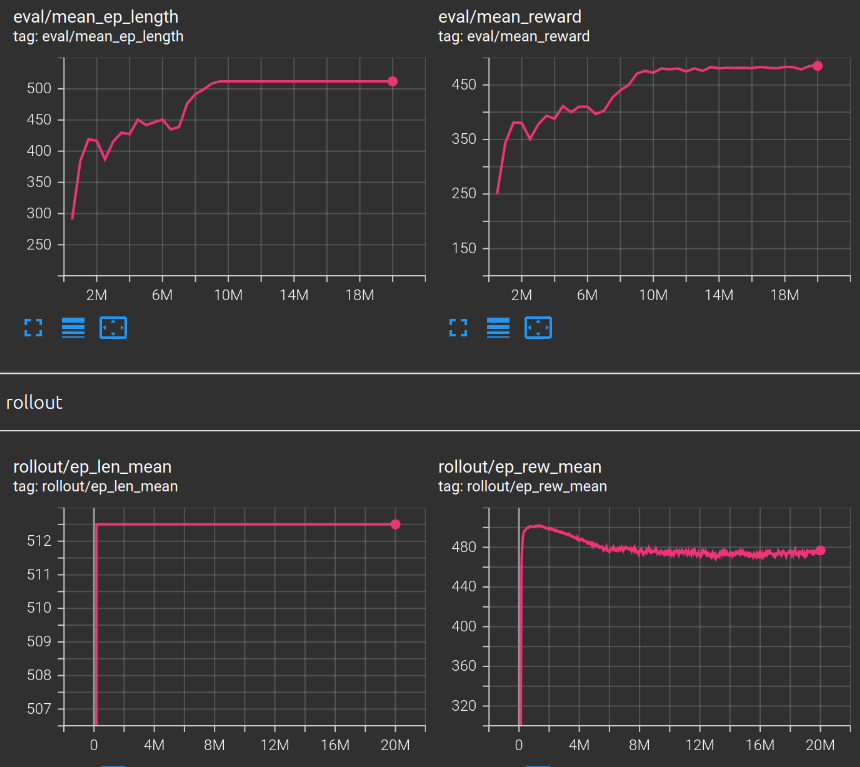 eval/mean_ep_length
tag: eval/mean_ep_length
500
450
400
350
300
250
2M 6M 10M 14M 18M
eval/mean_reward
tag: eval/mean_reward
450
350
250
150
2M 6M 10M 14M 18M
rollout
rollout/ep_len_mean
tag: rollout/ep_len_mean
512
511
510
509
508
507
0 4M 8M 12M 16M 20M
rollout/ep_rew_mean
tag: rollout/ep_rew_mean
480
440
400
360
320
0 4M 8M 12M 16M 20M